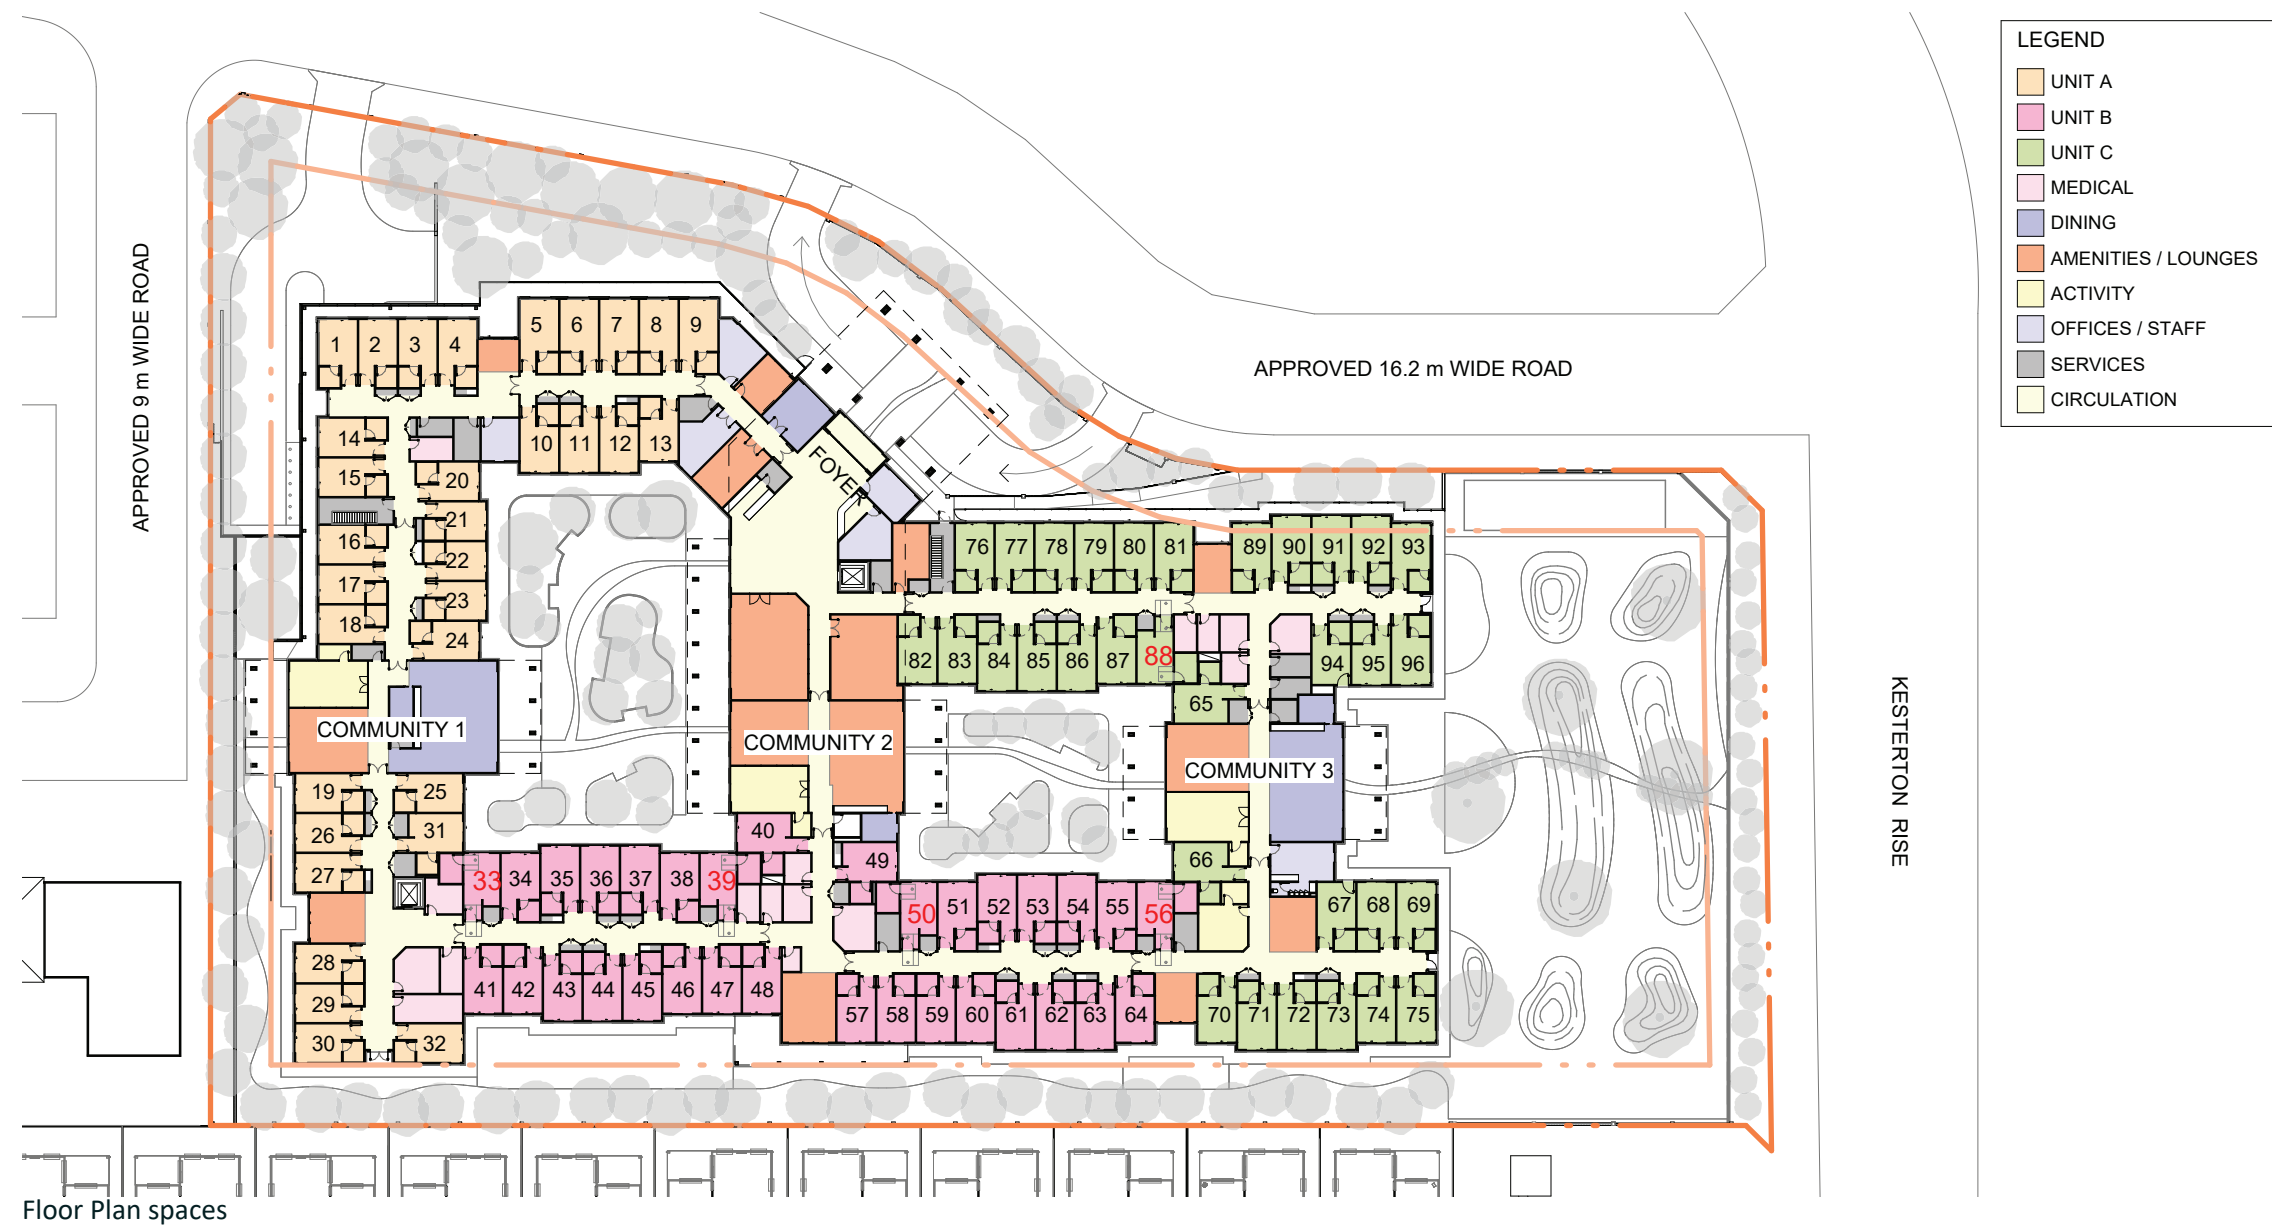 LEGEND
UNIT A
UNIT B
UNIT C
MEDICAL
DINING
AMENITIES / LOUNGES
ACTIVITY
OFFICES / STAFF
SERVICES
CIRCULATION
APPROVED 9 m WIDE ROAD
APPROVED 16.2 m WIDE ROAD
KESTERTON RISE
1 2 3 4
5 6 7 8 9
10 11 12 13
14
15
16
17
18
20
21
22
23
24
FOYER
76 77 78 79 80 81
89 90 91 92 93
82 83 84 85 86 87 88
94 95 96
65
COMMUNITY 1
COMMUNITY 2
COMMUNITY 3
19 25
26 31
27
28
29
30 32
40
49
66
33 34 35 36 37 38 39
50 51 52 53 54 55 56
67 68 69
41 42 43 44 45 46 47 48
57 58 59 60 61 62 63 64
70 71 72 73 74 75
Floor Plan spaces